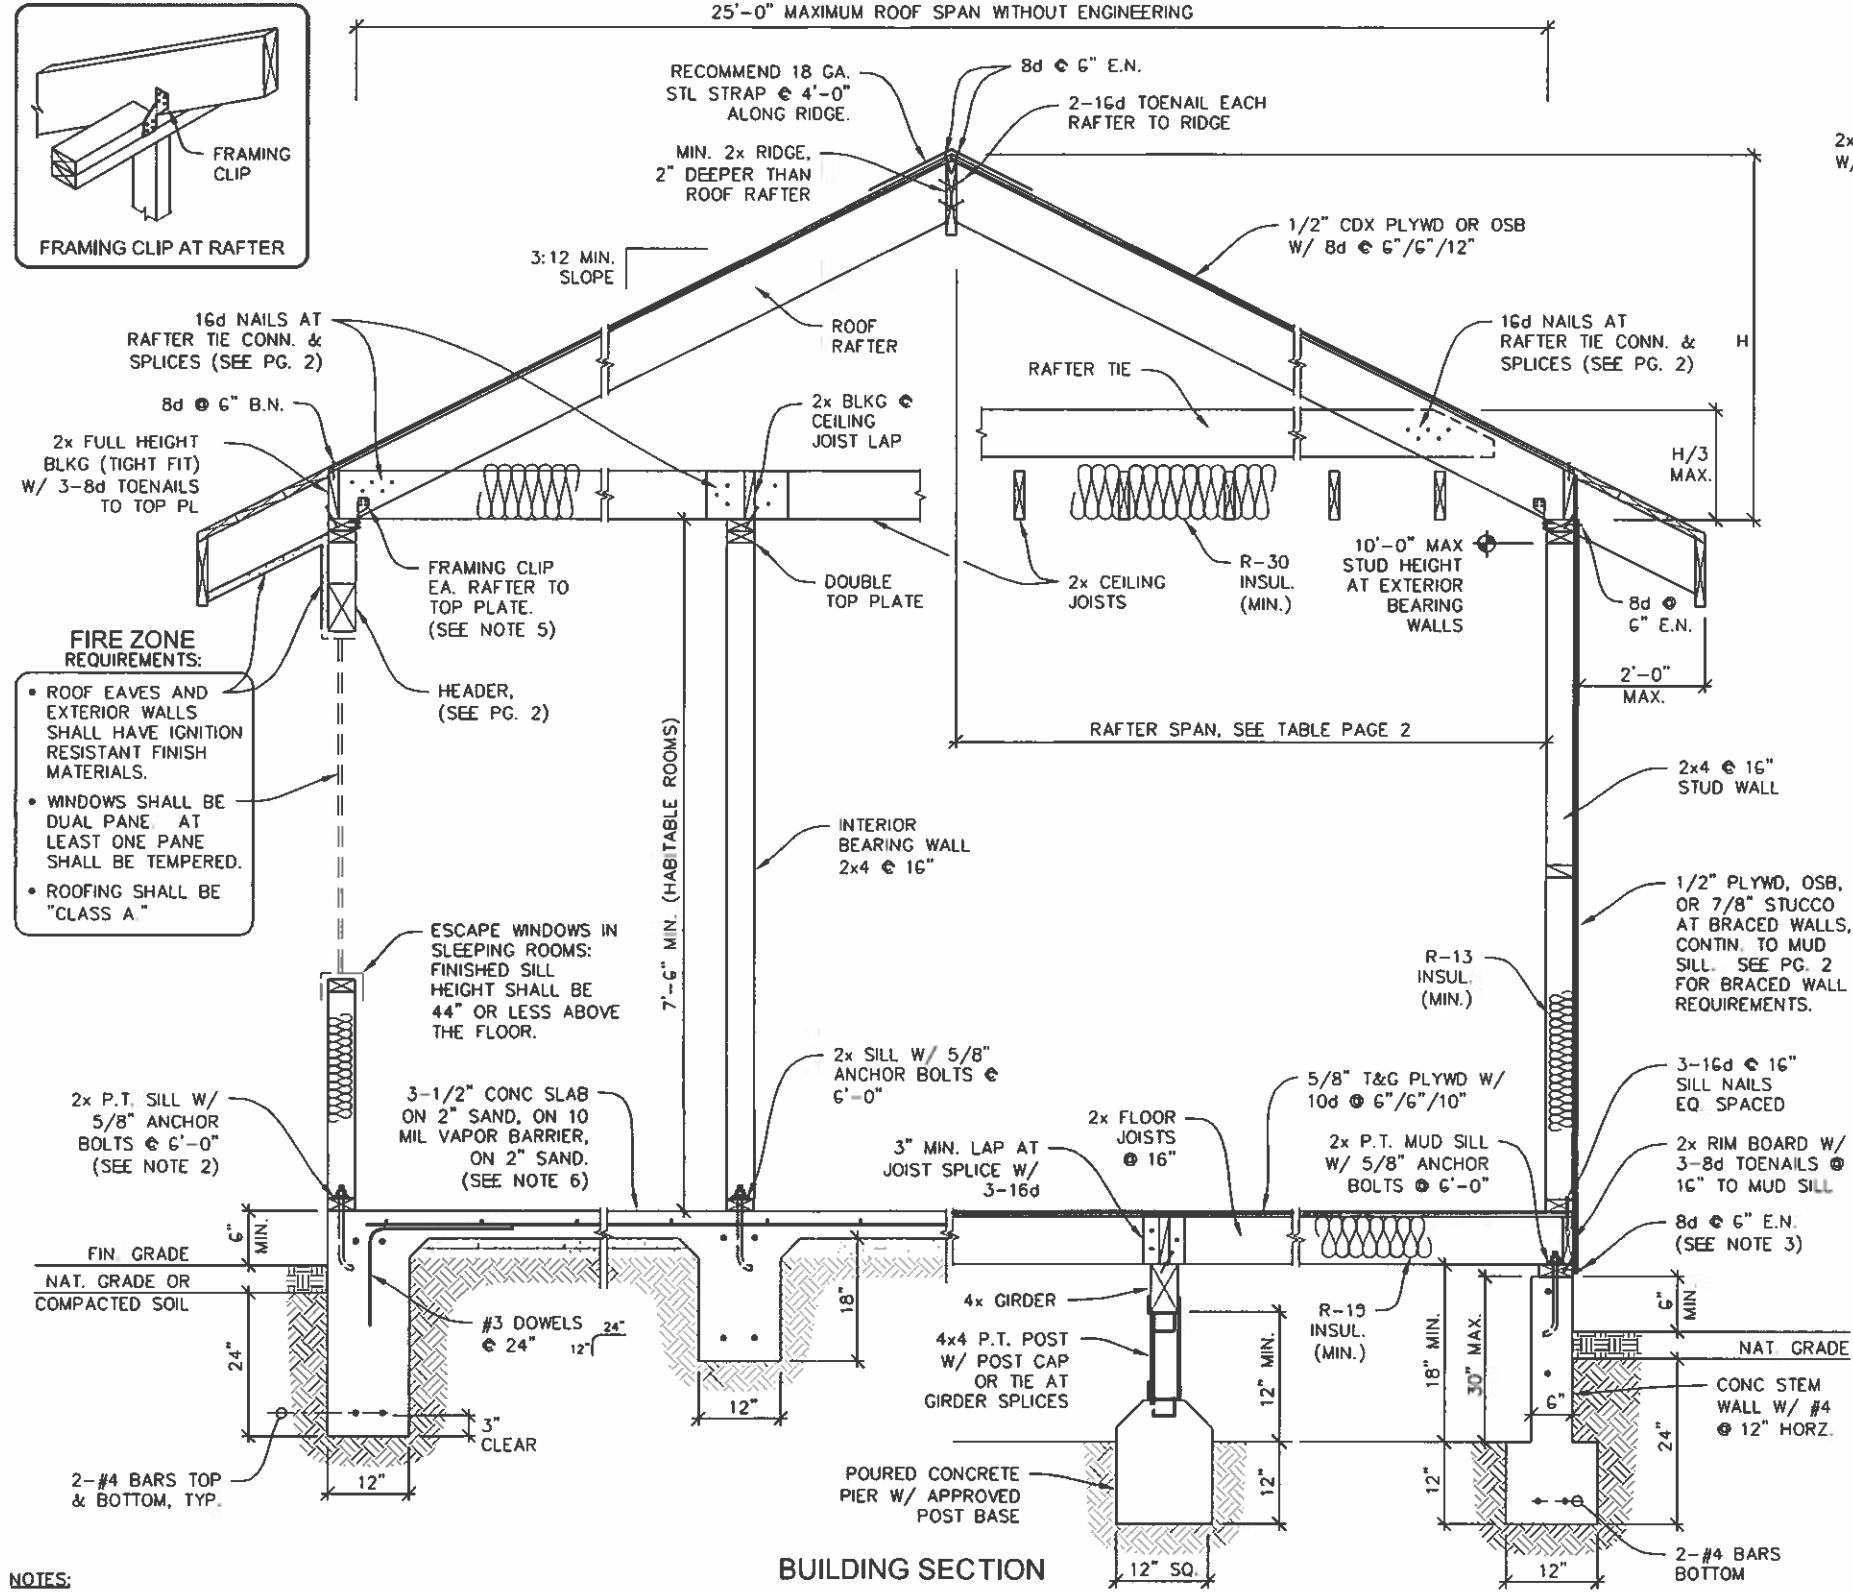 25'-0" MAXIMUM ROOF SPAN WITHOUT ENGINEERING
FRAMING
CLIP
FRAMING CLIP AT RAFTER
RECOMMEND 18 GA.
STL STRAP @ 4'-0"
ALONG RIDGE.
8d @ 6" E.N.
2-16d TOENAIL EACH
RAFTER TO RIDGE
MIN. 2x RIDGE,
2" DEEPER THAN
ROOF RAFTER
2x
W/
3:12 MIN.
SLOPE
1/2" CDX PLYWD OR OSB
W/ 8d @ 6"/6"/12"
16d NAILS AT
RAFTER TIE CONN. &
SPLICES (SEE PG. 2)
ROOF
RAFTER
16d NAILS AT
RAFTER TIE CONN. &
SPLICES (SEE PG. 2)
H
RAFTER TIE
8d @ 6" B.N.
2x BLKG @
CEILING
JOIST LAP
2x FULL HEIGHT
BLKG (TIGHT FIT)
W/ 3-8d TOENAILS
TO TOP PL
H/3
MAX.
FRAMING CLIP
EA. RAFTER TO
TOP PLATE.
(SEE NOTE 5)
DOUBLE
TOP PLATE
2x CEILING
JOISTS
R-30
INSUL.
(MIN.)
10'-0" MAX
STUD HEIGHT
AT EXTERIOR
BEARING
WALLS
8d @
6" E.N.
2'-0"
MAX.
FIRE ZONE
REQUIREMENTS:
• ROOF EAVES AND
EXTERIOR WALLS
SHALL HAVE IGNITION
RESISTANT FINISH
MATERIALS.
• WINDOWS SHALL BE
DUAL PANE. AT
LEAST ONE PANE
SHALL BE TEMPERED.
• ROOFING SHALL BE
"CLASS A."
HEADER,
(SEE PG. 2)
RAFTER SPAN, SEE TABLE PAGE 2
7'-6" MIN. (HABITABLE ROOMS)
INTERIOR
BEARING WALL
2x4 @ 16"
2x4 @ 16"
STUD WALL
1/2" PLYWD, OSB,
OR 7/8" STUCCO
AT BRACED WALLS,
CONTIN. TO MUD
SILL. SEE PG. 2
FOR BRACED WALL
REQUIREMENTS.
ESCAPE WINDOWS IN
SLEEPING ROOMS:
FINISHED SILL
HEIGHT SHALL BE
44" OR LESS ABOVE
THE FLOOR.
R-13
INSUL.
(MIN.)
2x P.T. SILL W/
5/8" ANCHOR
BOLTS @ 6'-0"
(SEE NOTE 2)
3-1/2" CONC SLAB
ON 2" SAND, ON 10
MIL VAPOR BARRIER,
ON 2" SAND.
(SEE NOTE 6)
2x SILL W/ 5/8"
ANCHOR BOLTS @
6'-0"
3" MIN. LAP AT
JOIST SPLICE W/
3-16d
2x FLOOR
JOISTS
@ 16"
5/8" T&G PLYWD W/
10d @ 6"/6"/10"
2x P.T. MUD SILL
W/ 5/8" ANCHOR
BOLTS @ 6'-0"
3-16d @ 16"
SILL NAILS
EQ. SPACED
2x RIM BOARD W/
3-8d TOENAILS @
16" TO MUD SILL
8d @ 6" E.N.
(SEE NOTE 3)
6"
MIN.
FIN. GRADE
NAT. GRADE OR
COMPACTED SOIL
24"
#3 DOWELS
@ 24"
24"
12"
18"
12"
3"
CLEAR
2-#4 BARS TOP
& BOTTOM, TYP.
12"
4x GIRDER
4x4 P.T. POST
W/ POST CAP
OR TIE AT
GIRDER SPLICES
R-19
INSUL.
(MIN.)
12" MIN.
18" MIN.
30" MAX.
6"
MIN.
NAT. GRADE
CONC STEM
WALL W/ #4
@ 12" HORZ.
6"
24"
POURED CONCRETE
PIER W/ APPROVED
POST BASE
12"
12"
12" SQ.
12"
2-#4 BARS
BOTTOM
BUILDING SECTION
NOTES: